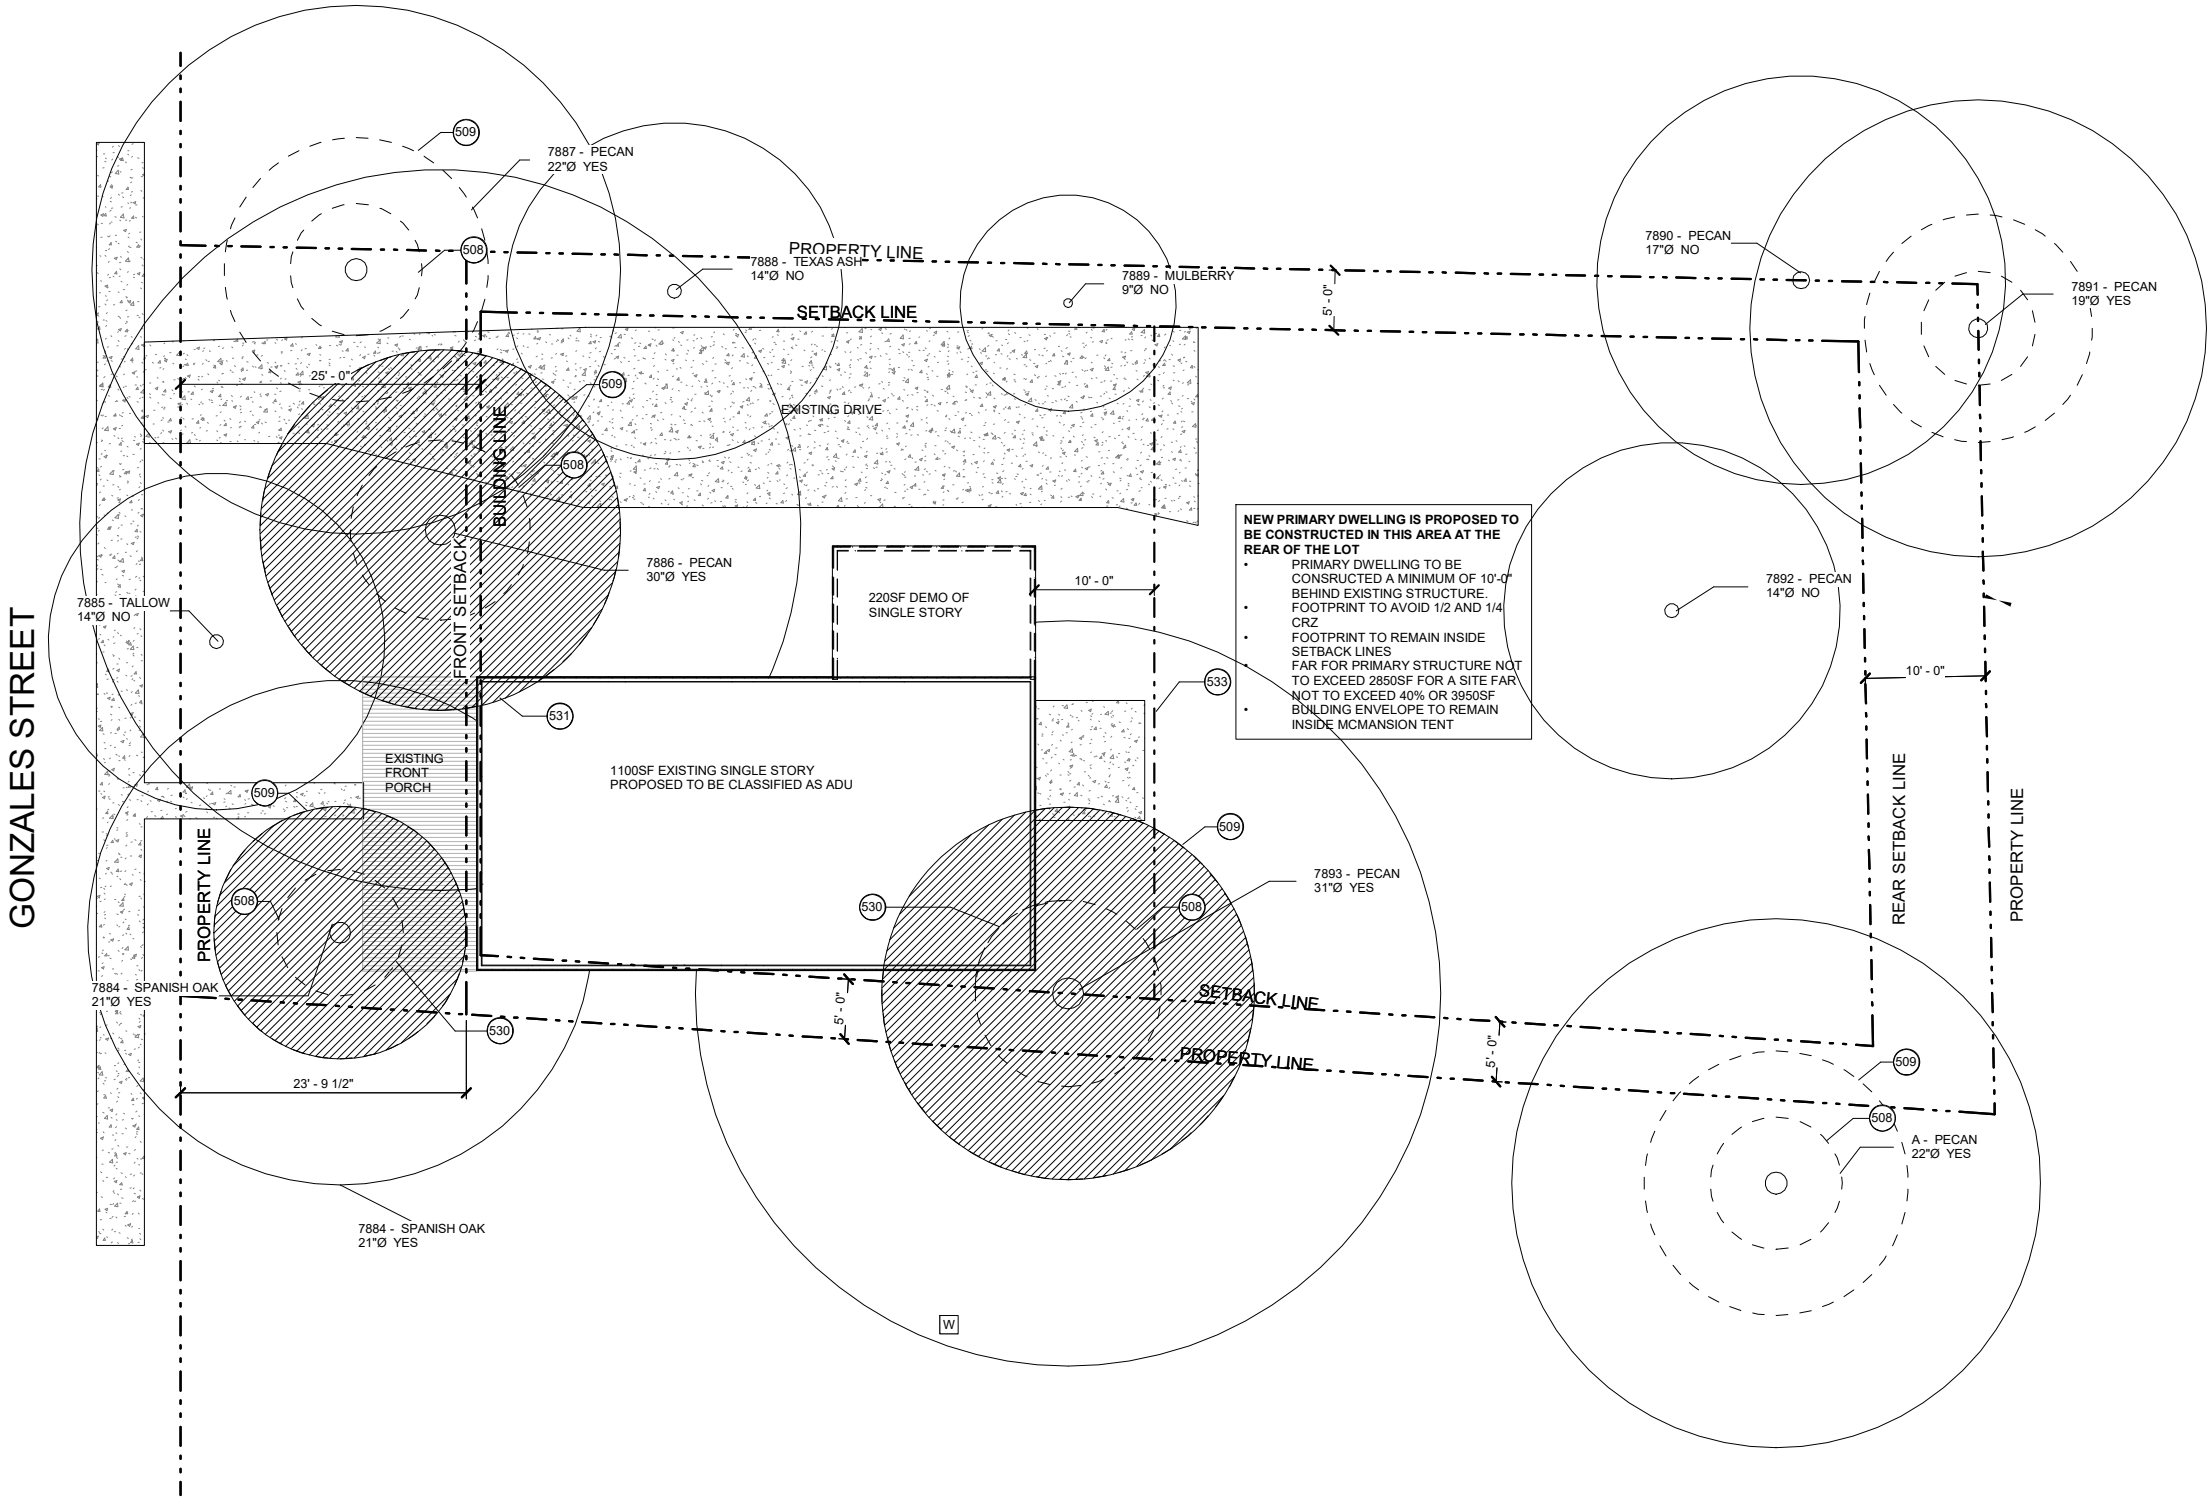 509
7887 - PECAN
22"Ø YES
508
PROPERTY LINE
7888 - TEXAS ASH
14"Ø NO
7889 - MULBERRY
9"Ø NO
7890 - PECAN
17"Ø NO
7891 - PECAN
19"Ø YES
5' - 0"
SETBACK LINE
25' - 0"
509
EXISTING DRIVE
BUILDING LINE
508
FRONT SETBACK
7886 - PECAN
30"Ø YES
7885 - TALLOW
14"Ø NO
220SF DEMO OF
SINGLE STORY
10' - 0"
NEW PRIMARY DWELLING IS PROPOSED TO
BE CONSTRUCTED IN THIS AREA AT THE
REAR OF THE LOT
• PRIMARY DWELLING TO BE
CONSRUCTED A MINIMUM OF 10'-0"
BEHIND EXISTING STRUCTURE.
• FOOTPRINT TO AVOID 1/2 AND 1/4
CRZ
• FOOTPRINT TO REMAIN INSIDE
SETBACK LINES
• FAR FOR PRIMARY STRUCTURE NOT
TO EXCEED 2850SF FOR A SITE FAR
NOT TO EXCEED 40% OR 3950SF
• BUILDING ENVELOPE TO REMAIN
INSIDE MCMANSION TENT
7892 - PECAN
14"Ø NO
GONZALES STREET
533
10' - 0"
531
EXISTING
FRONT
PORCH
1100SF EXISTING SINGLE STORY
PROPOSED TO BE CLASSIFIED AS ADU
509
509
PROPERTY LINE
REAR SETBACK LINE
PROPERTY LINE
7893 - PECAN
31"Ø YES
508
530
508
7884 - SPANISH OAK
21"Ø YES
530
5' - 0"
SETBACK LINE
PROPERTY LINE
5' - 0"
509
23' - 9 1/2"
508
A - PECAN
22"Ø YES
7884 - SPANISH OAK
21"Ø YES
W